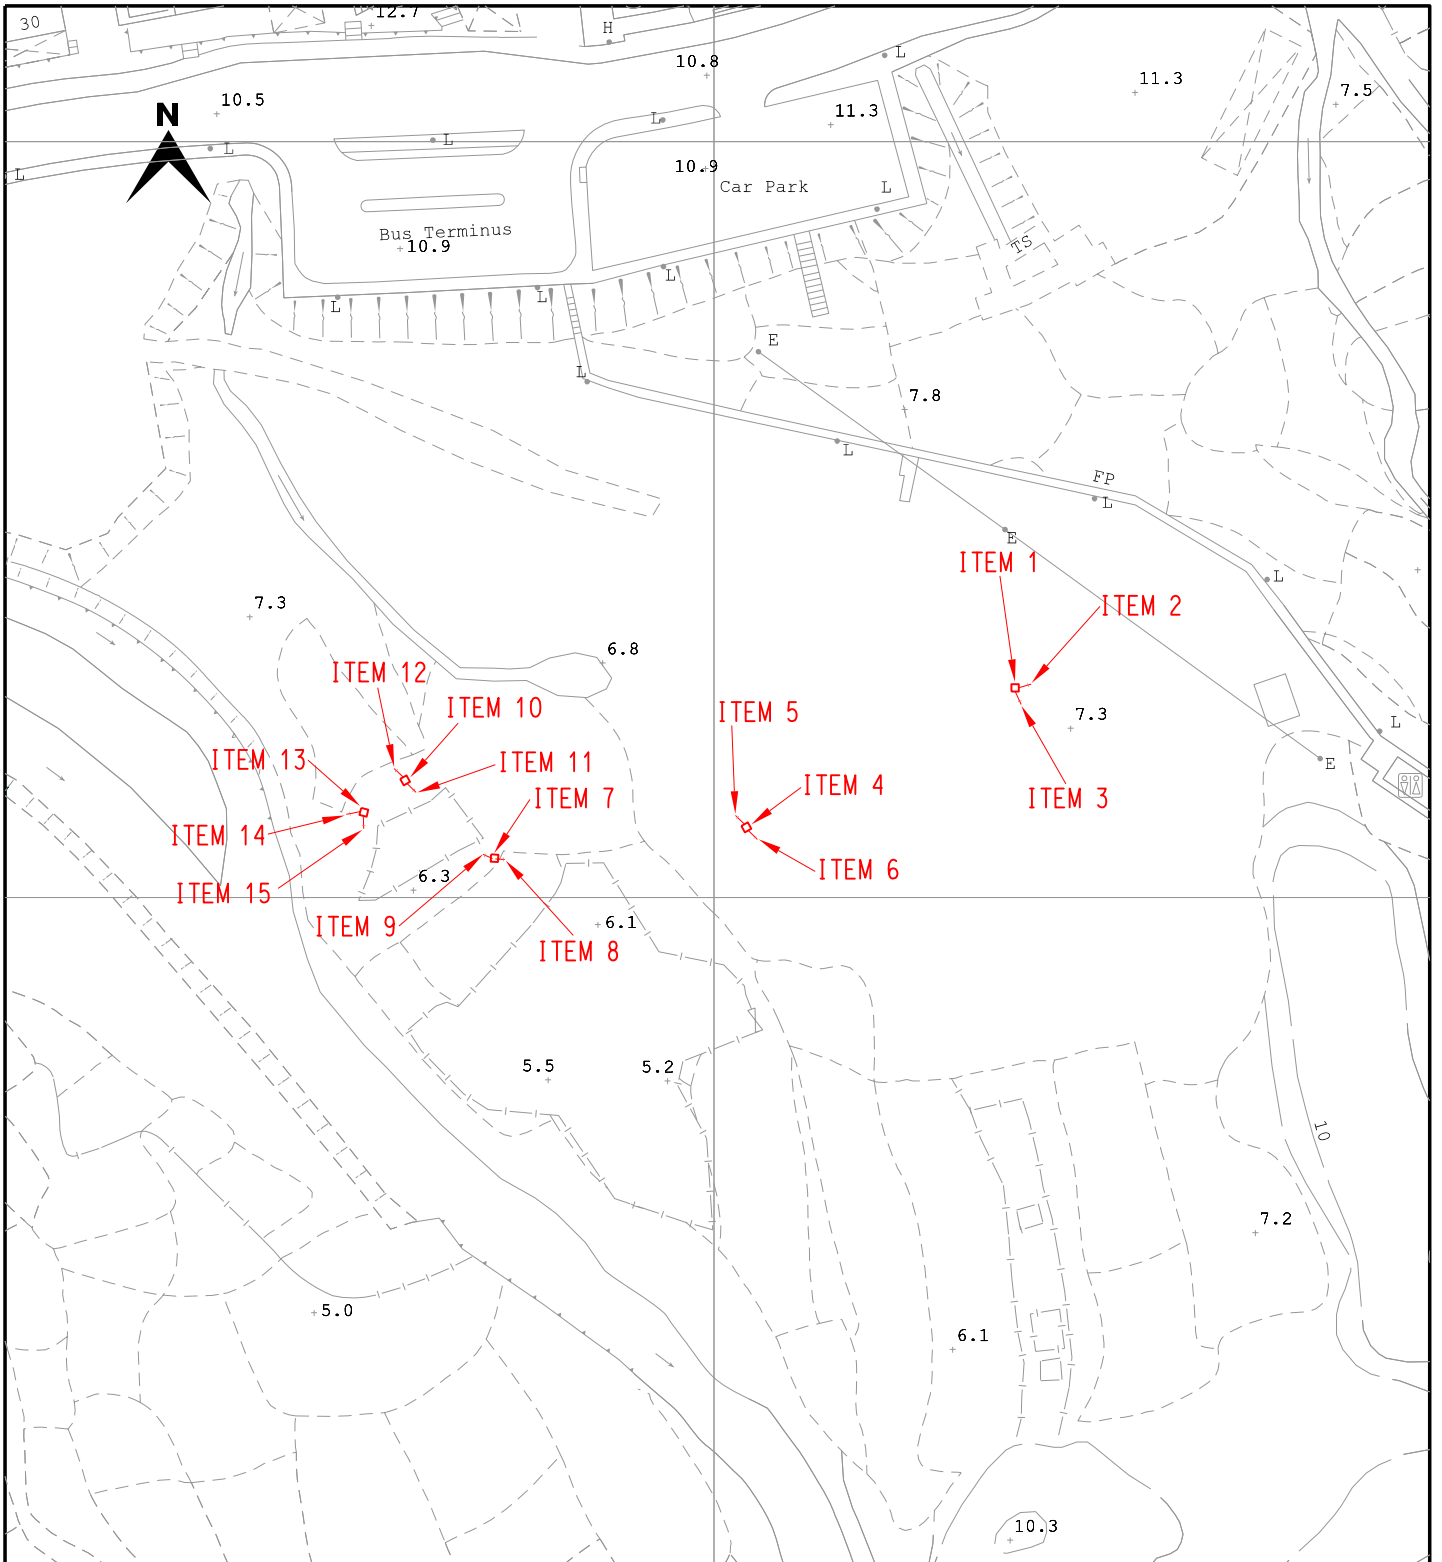 30
12.7
H
L
10.8
11.3
7.5
10.5
N
L
L
11.3
L
L
10.9
Car Park
L
Bus Terminus
10.9
TS
L
L
L
E
L
7.8
L
FP
L
E
ITEM 1
L
7.3
ITEM 2
6.8
ITEM 12
ITEM 10
ITEM 5
7.3
L
ITEM 13
ITEM 11
E
ITEM 7
ITEM 4
ITEM 3
ITEM 14
ITEM 6
6.3
ITEM 15
ITEM 9
6.1
ITEM 8
5.5
5.2
10
7.2
5.0
6.1
10.3